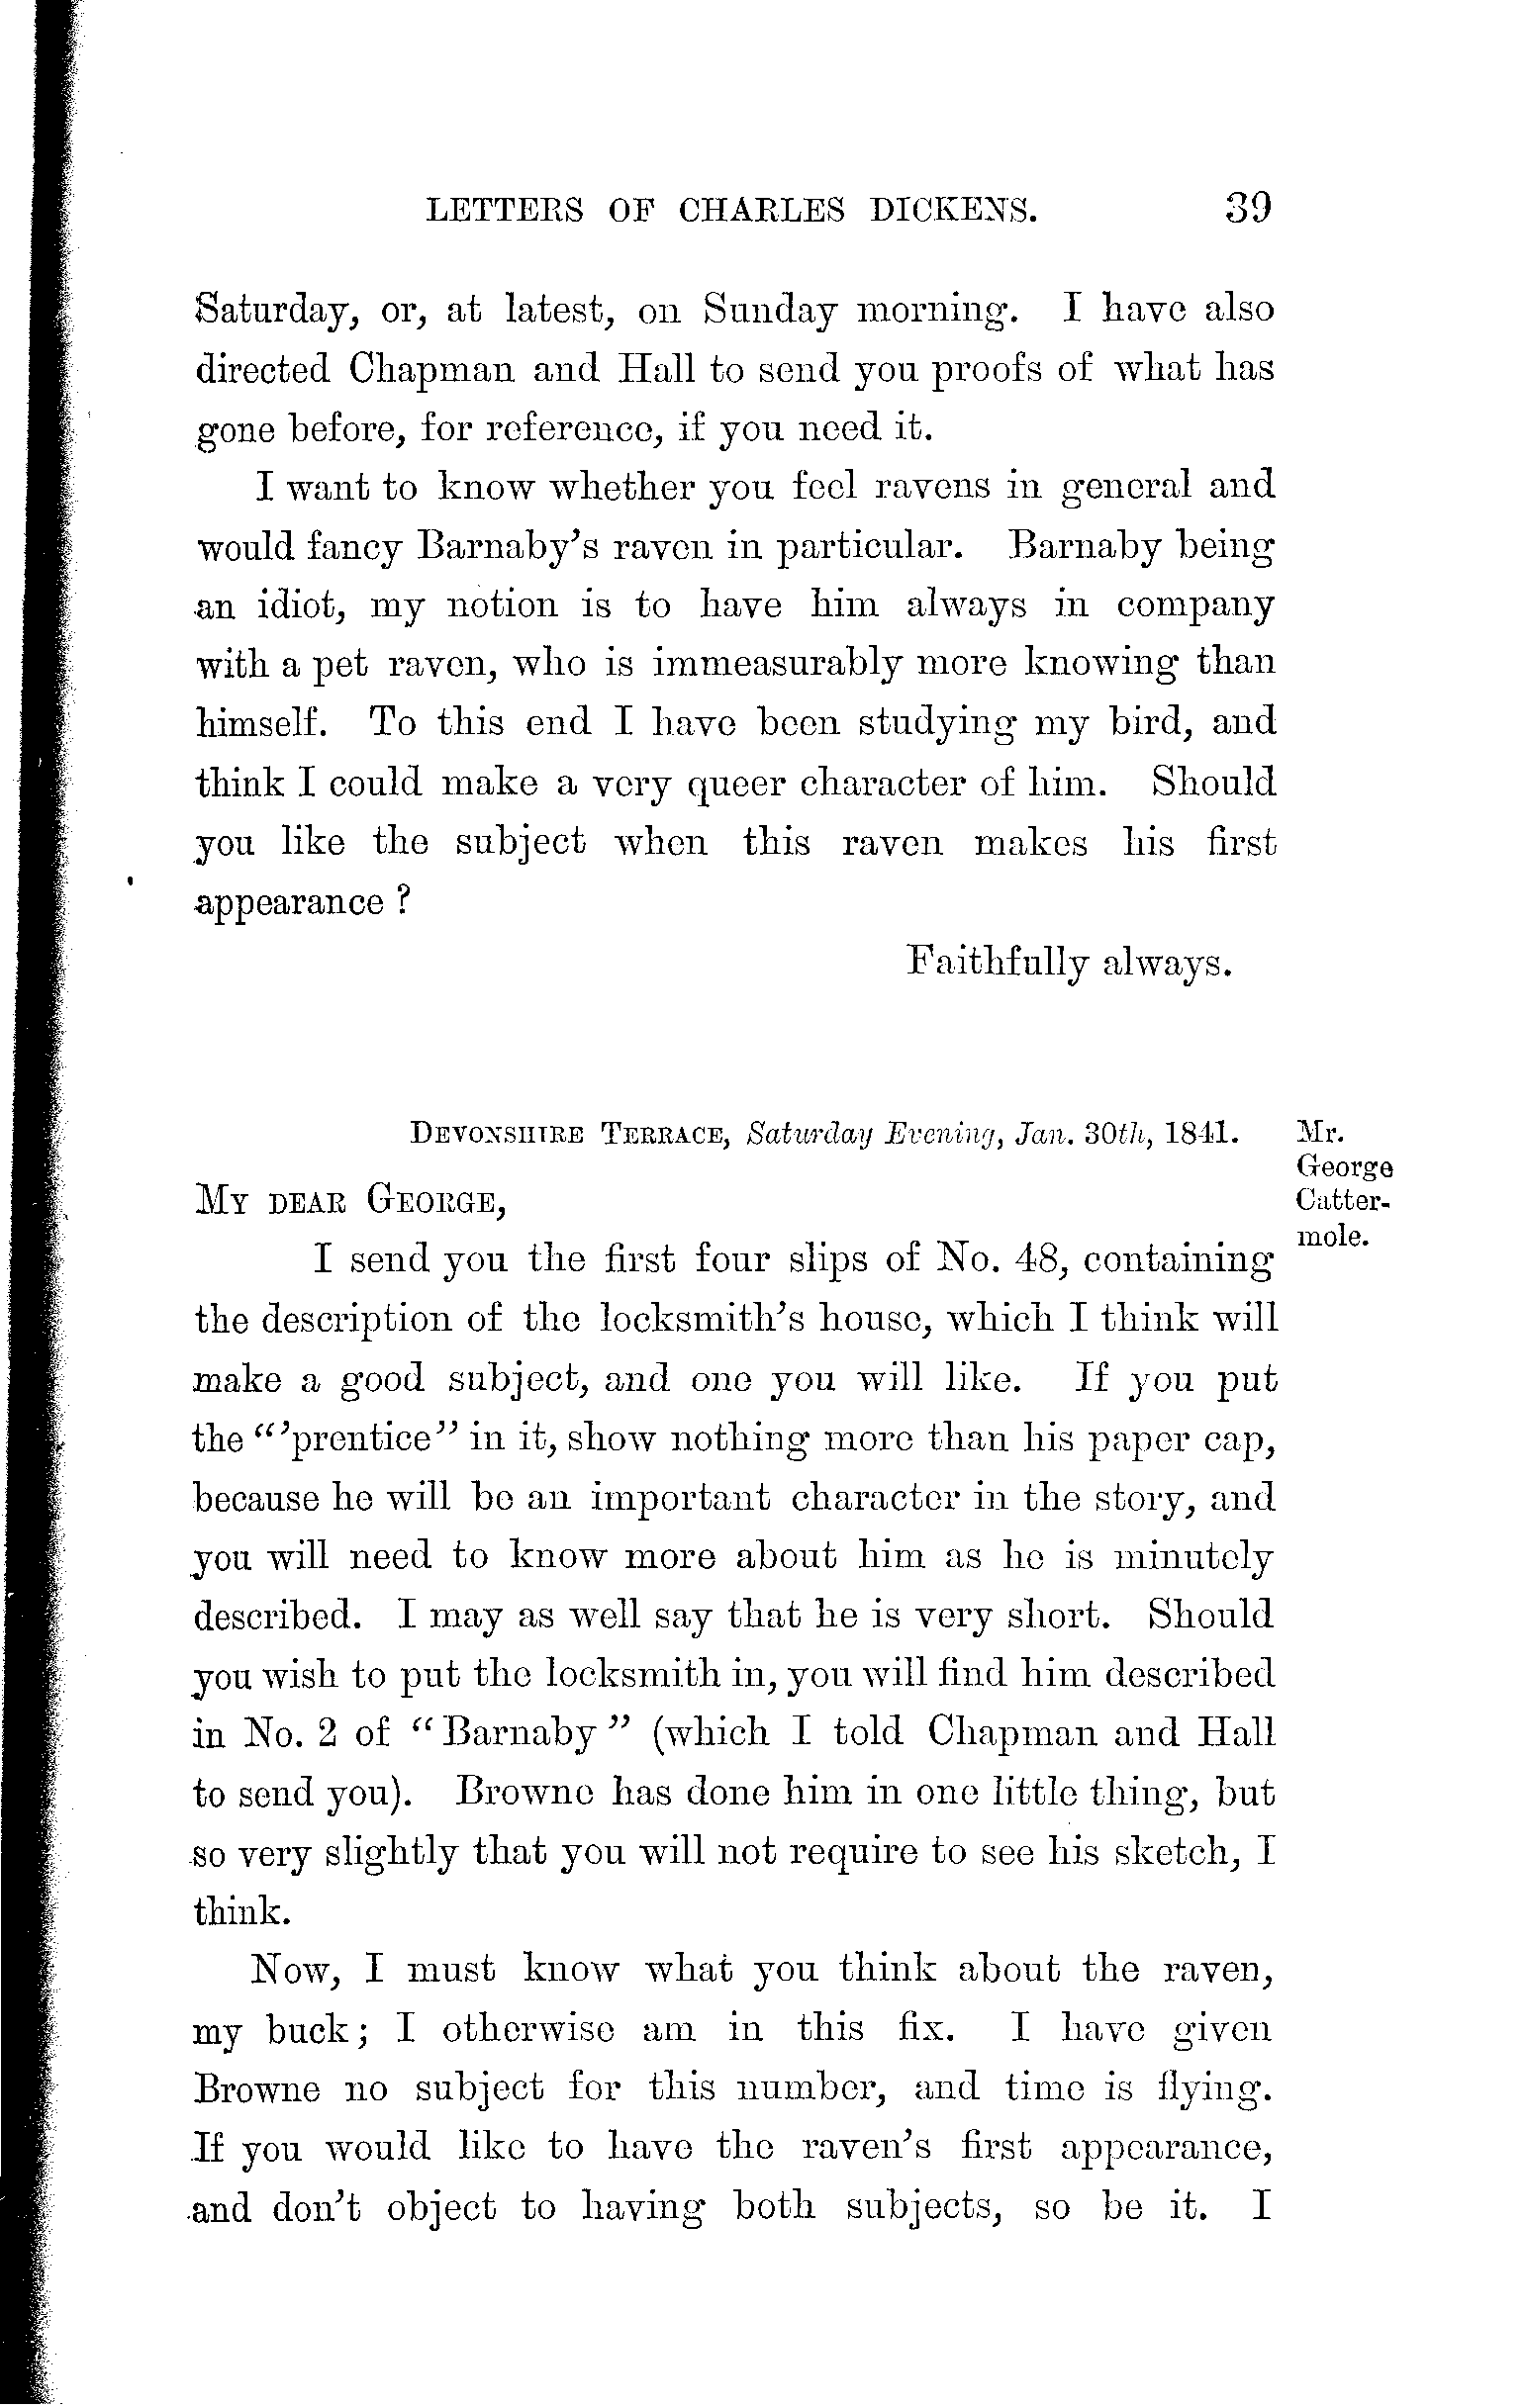 LETTERS OF CHARLES DICKENS. 39
Saturday, or, at latest, on Sunday morning. I have also
directed Chapman and Hall to send you proofs of what has
gone before, for reference, if you need it.
I want to know whether you feel ravens in general and
would fancy Barnaby's raven in particular. Barnaby being
an idiot, my notion is to have him always in company
with a pet raven, who is immeasurably more knowing than
himself. To this end I have been studying my bird, and
think I could make a very queer character of him. Should
you like the subject when this raven makes his first
appearance ?
Faithfully always.
DEVONSHIRE TERRACE, Saturday Evening, Jan. 30th, 1841.
Mr.
George
Catter-
mole.
MY DEAR GEORGE,
I send you the first four slips of No. 48, containing
the description of the locksmith's house, which I think will
make a good subject, and one you will like. If you put
the "'prentice" in it, show nothing more than his paper cap,
because he will be an important character in the story, and
you will need to know more about him as he is minutely
described. I may as well say that he is very short. Should
you wish to put the locksmith in, you will find him described
in No. 2 of "Barnaby" (which I told Chapman and Hall
to send you). Browne has done him in one little thing, but
so very slightly that you will not require to see his sketch, I
think.
Now, I must know what you think about the raven,
my buck; I otherwise am in this fix. I have given
Browne no subject for this number, and time is flying.
If you would like to have the raven's first appearance,
and don't object to having both subjects, so be it. I